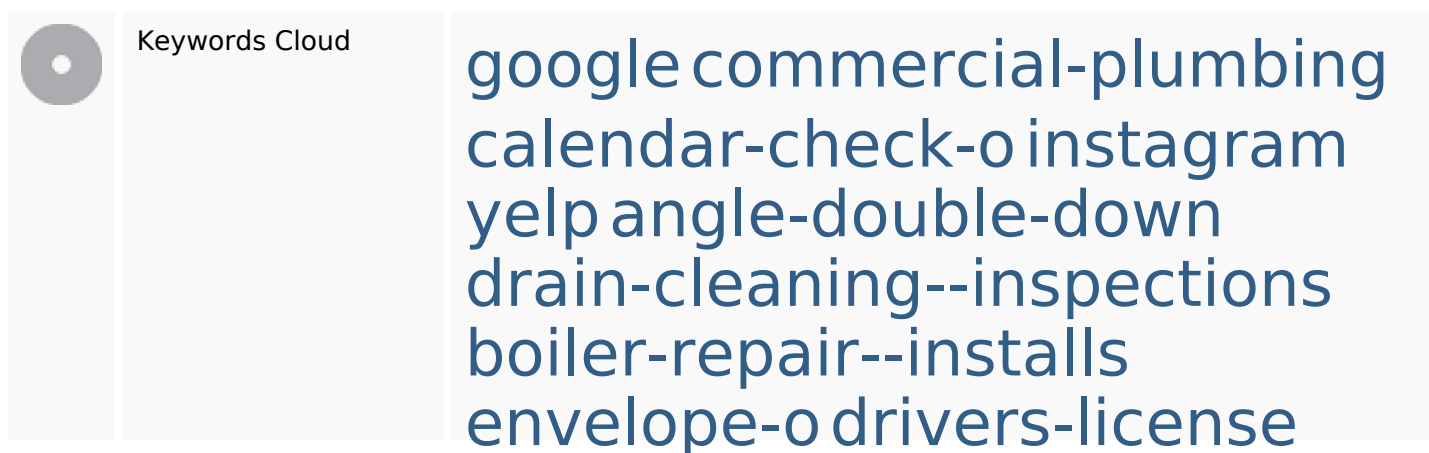 Keywords Cloud
google commercial-plumbing
calendar-check-o instagram
yelp angle-double-down
drain-cleaning--inspections
boiler-repair--installs
envelope-o drivers-license